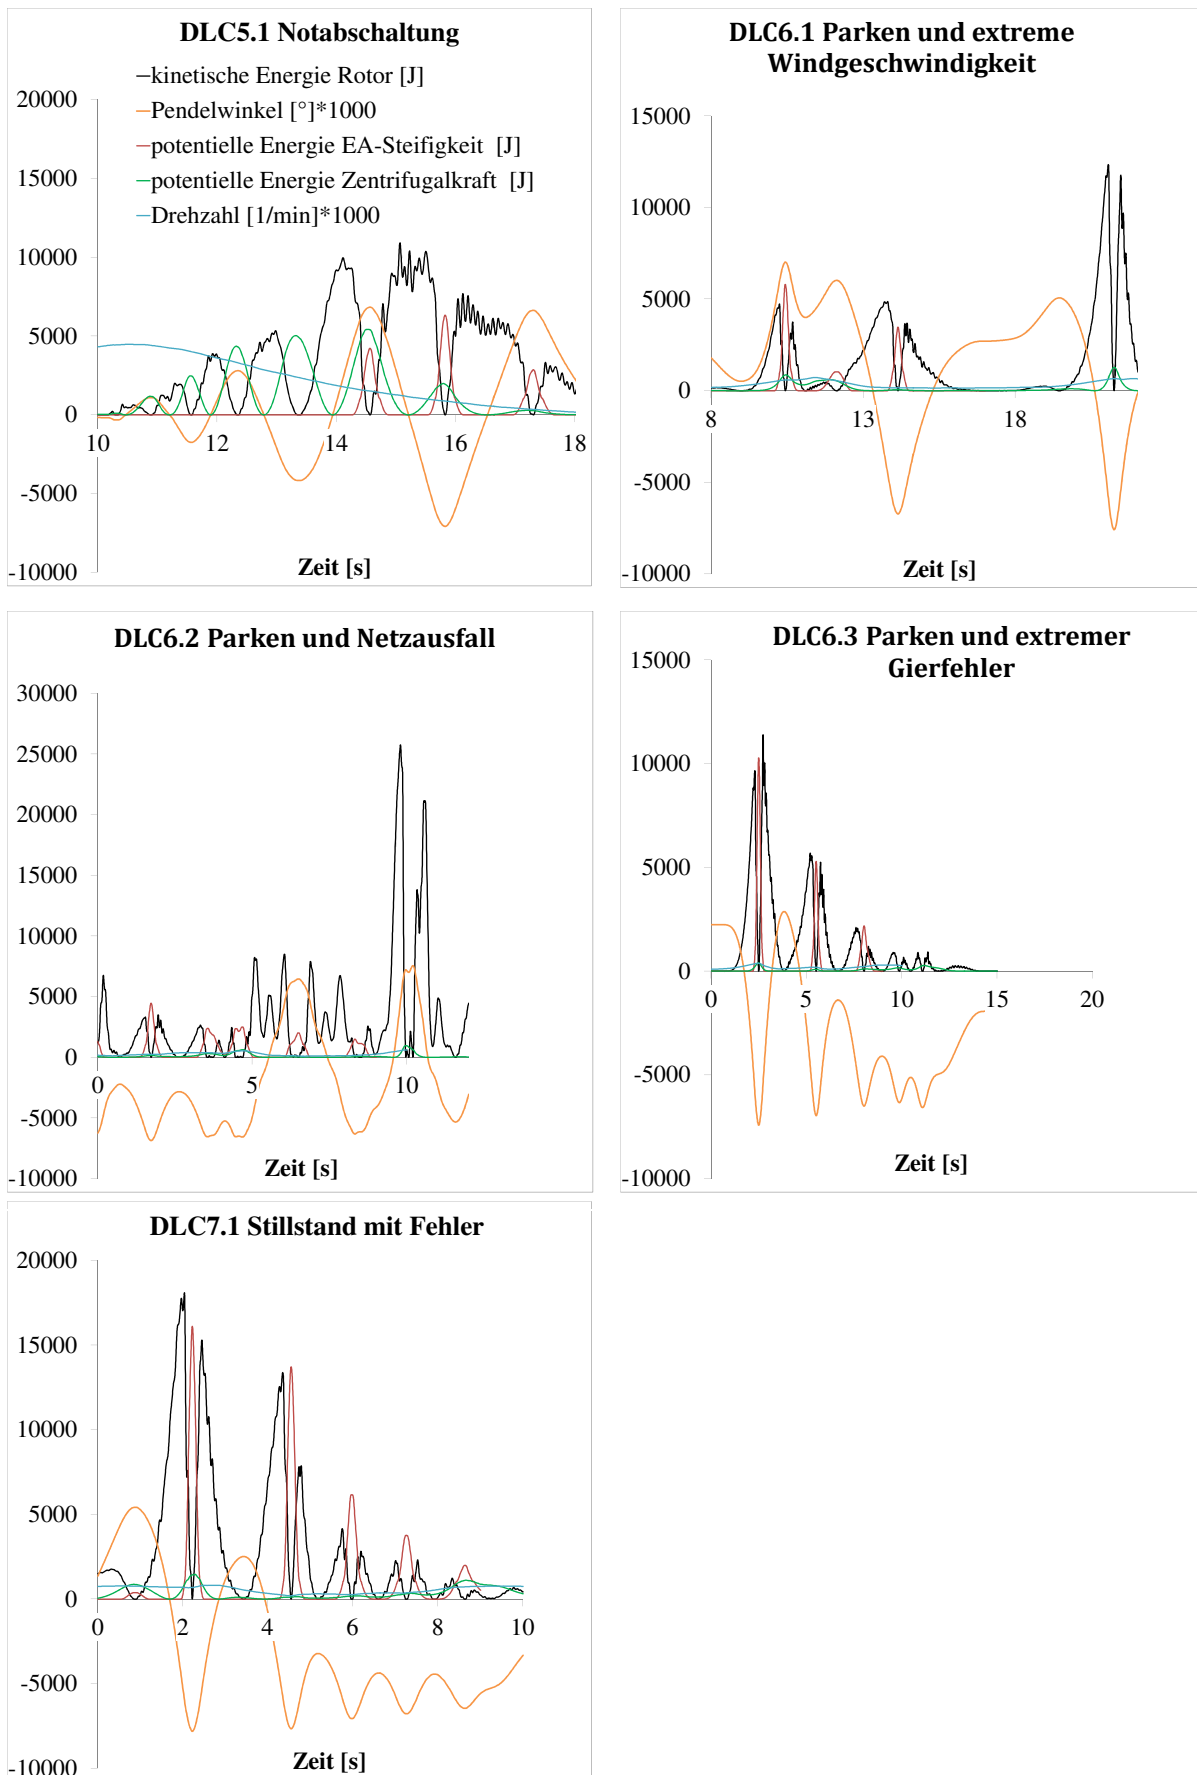 DLC5.1 Notabschaltung
kinetische Energie Rotor [J]
Pendelwinkel [°]*1000
potentielle Energie EA-Steifigkeit [J]
potentielle Energie Zentrifugalkraft [J]
Drehzahl [1/min]*1000
20000
15000
10000
5000
0
-5000
-10000
10 12 14 16 18
Zeit [s]
DLC6.1 Parken und extreme
Windgeschwindigkeit
15000
10000
5000
0
-5000
-10000
8 13 18
Zeit [s]
DLC6.2 Parken und Netzausfall
30000
25000
20000
15000
10000
5000
0
-5000
-10000
0 5 10
Zeit [s]
DLC6.3 Parken und extremer
Gierfehler
15000
10000
5000
0
-5000
-10000
0 5 10 15 20
Zeit [s]
DLC7.1 Stillstand mit Fehler
20000
15000
10000
5000
0
-5000
-10000
0 2 4 6 8 10
Zeit [s]